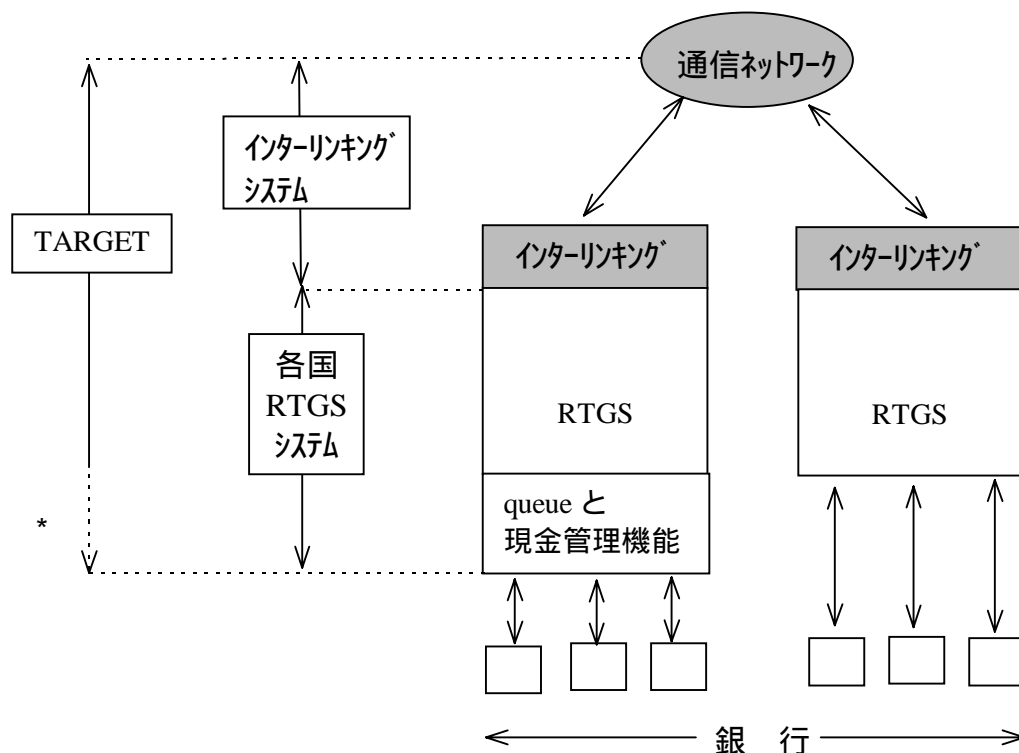 通信ネットワーク
インターリンキング
システム
TARGET
インターリンキング
インターリンキング
各国
RTGS
システム
RTGS
RTGS
queue と
現金管理機能
*
銀 行